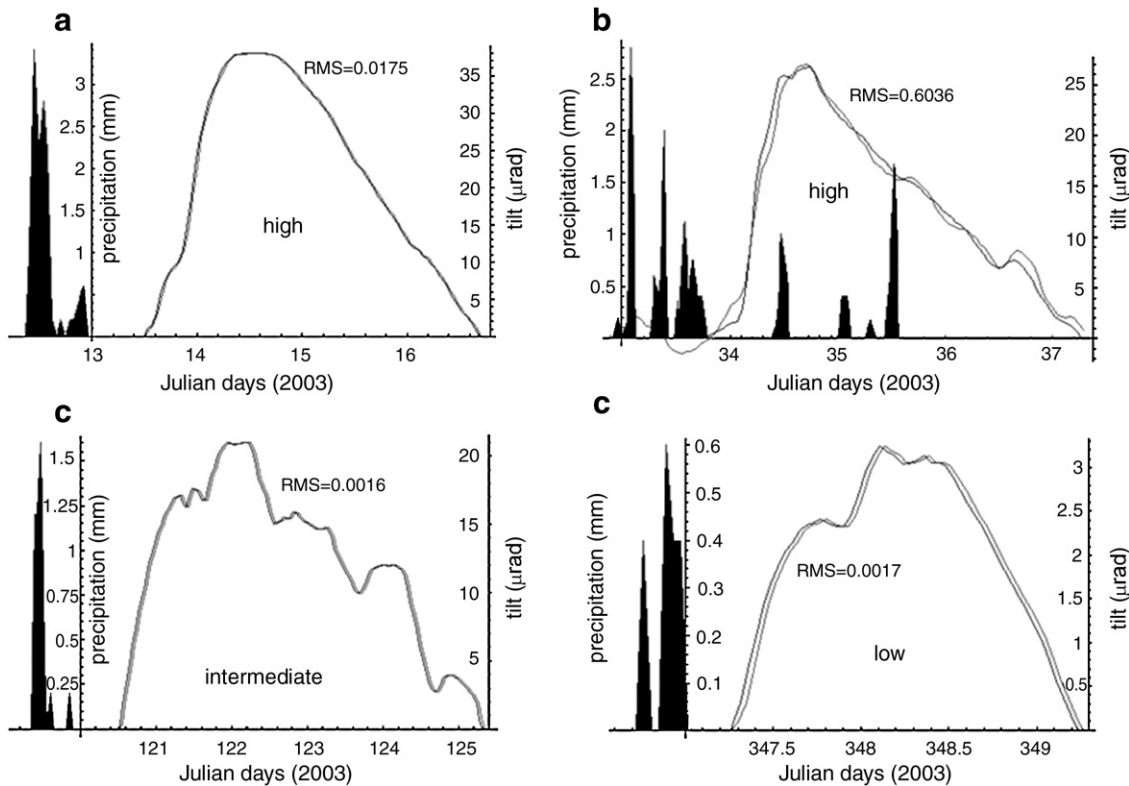 a
precipitation (mm)
3
2.5
2
1.5
1
RMS=0.0175
high
tilt (μrad)
35
30
25
20
15
10
5
13 14 15 16
Julian days (2003)
b
precipitation (mm)
2.5
2
1.5
1
0.5
RMS=0.6036
high
tilt (μrad)
25
20
15
10
5
34 35 36 37
Julian days (2003)
c
precipitation (mm)
1.5
1.25
1
0.75
0.5
0.25
RMS=0.0016
intermediate
tilt (μrad)
20
15
10
5
121 122 123 124 125
Julian days (2003)
c
precipitation (mm)
0.6
0.5
0.4
0.3
0.2
0.1
RMS=0.0017
low
tilt (μrad)
3
2.5
2
1.5
1
0.5
347.5 348 348.5 349
Julian days (2003)